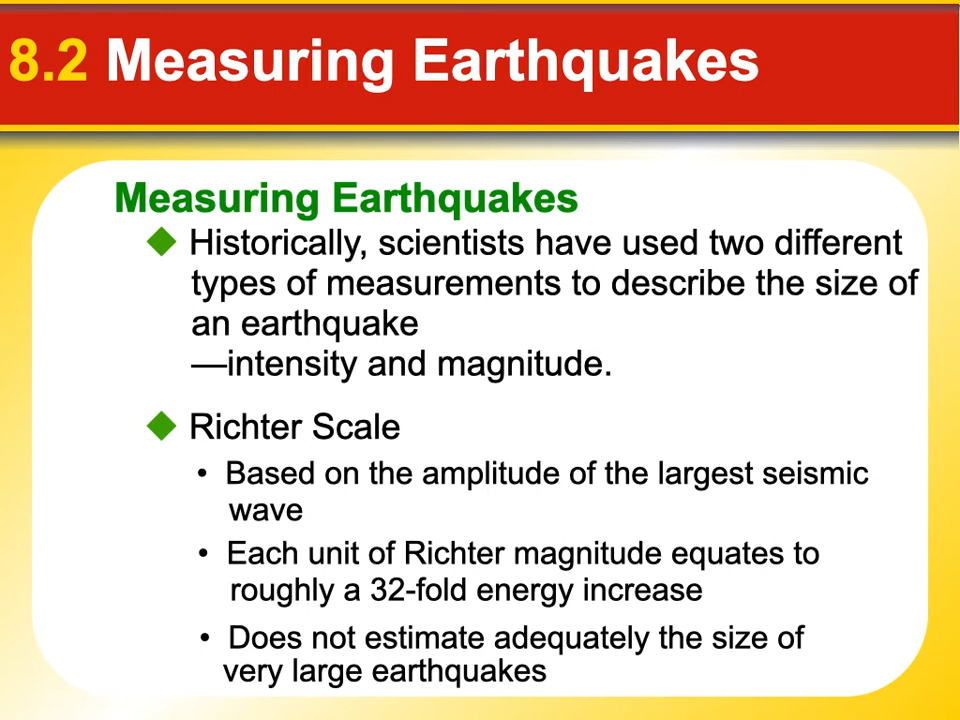 8.2 Measuring Earthquakes
Measuring Earthquakes
◆ Historically, scientists have used two different
types of measurements to describe the size of
an earthquake
—intensity and magnitude.
◆ Richter Scale
• Based on the amplitude of the largest seismic
wave
• Each unit of Richter magnitude equates to
roughly a 32-fold energy increase
• Does not estimate adequately the size of
very large earthquakes